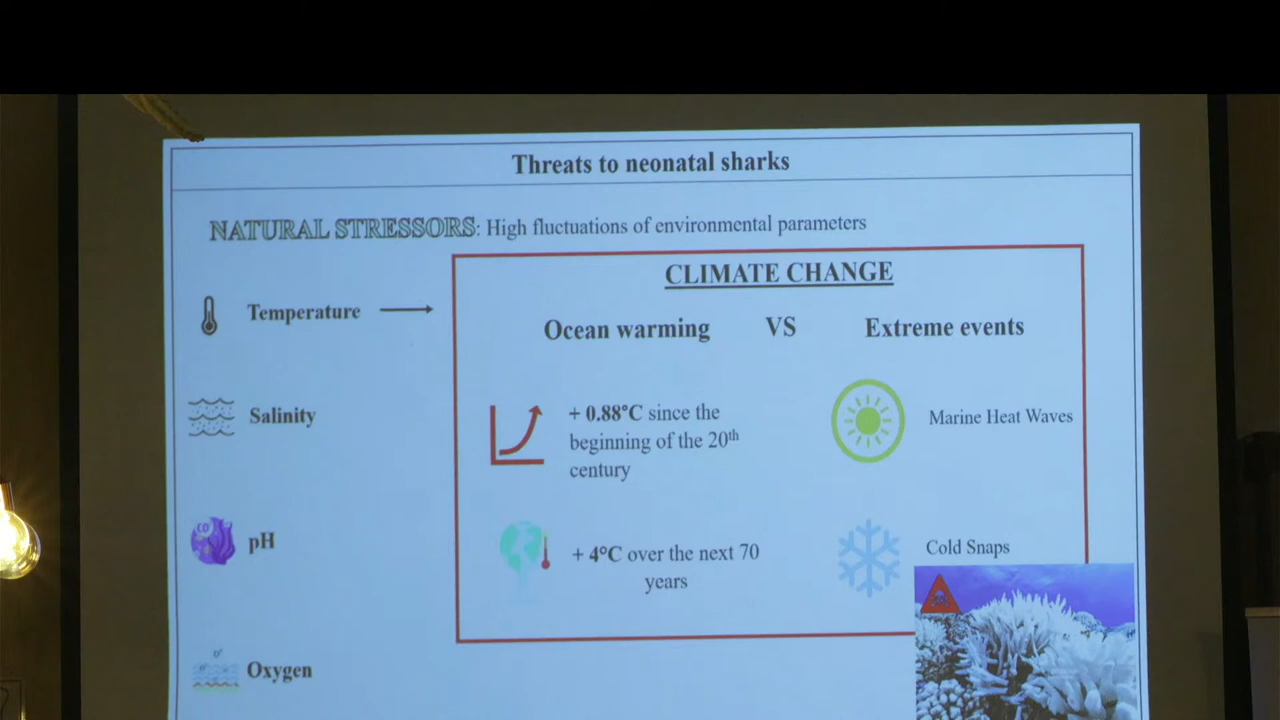 Threats to neonatal sharks
NATURAL STRESSORS: High fluctuations of environmental parameters
CLIMATE CHANGE
Temperature
Ocean warming VS Extreme events
Salinity
+ 0.88°C since the
beginning of the 20th
century
Marine Heat Waves
pH
+ 4°C over the next 70
years
Cold Snaps
Oxygen